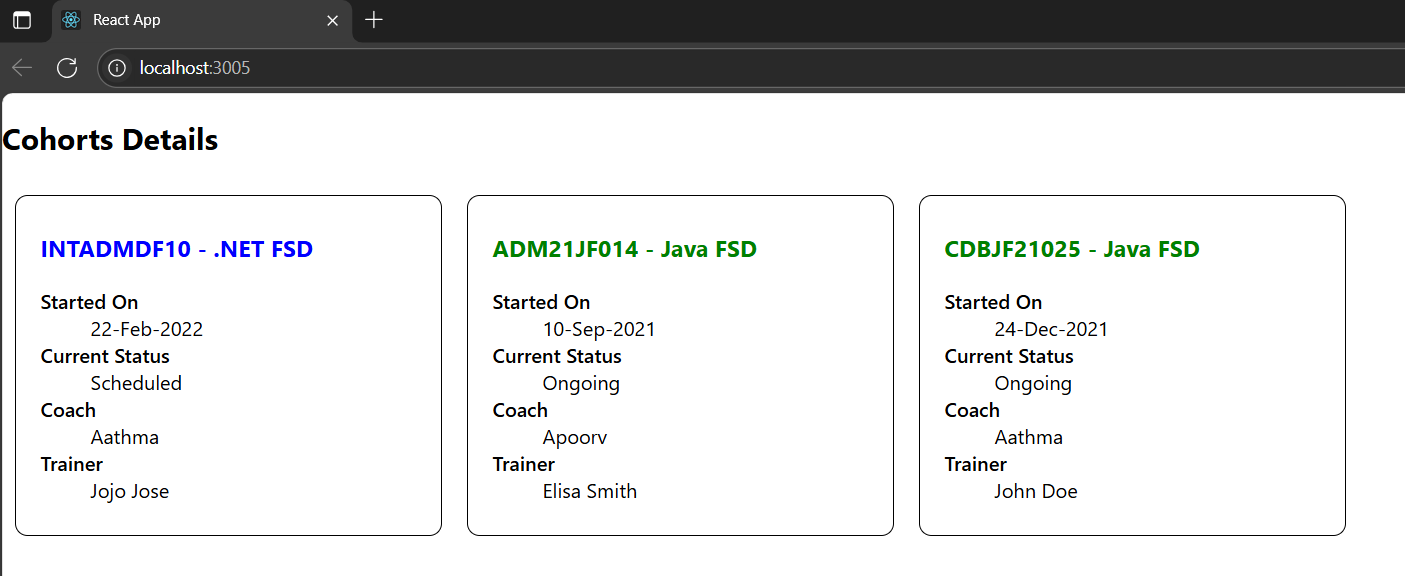 React App
localhost:3005
Cohorts Details
INTADMDF10 - .NET FSD
Started On
22-Feb-2022
Current Status
Scheduled
Coach
Aathma
Trainer
Jojo Jose
ADM21JF014 - Java FSD
Started On
10-Sep-2021
Current Status
Ongoing
Coach
Apoorv
Trainer
Elisa Smith
CDBJF21025 - Java FSD
Started On
24-Dec-2021
Current Status
Ongoing
Coach
Aathma
Trainer
John Doe